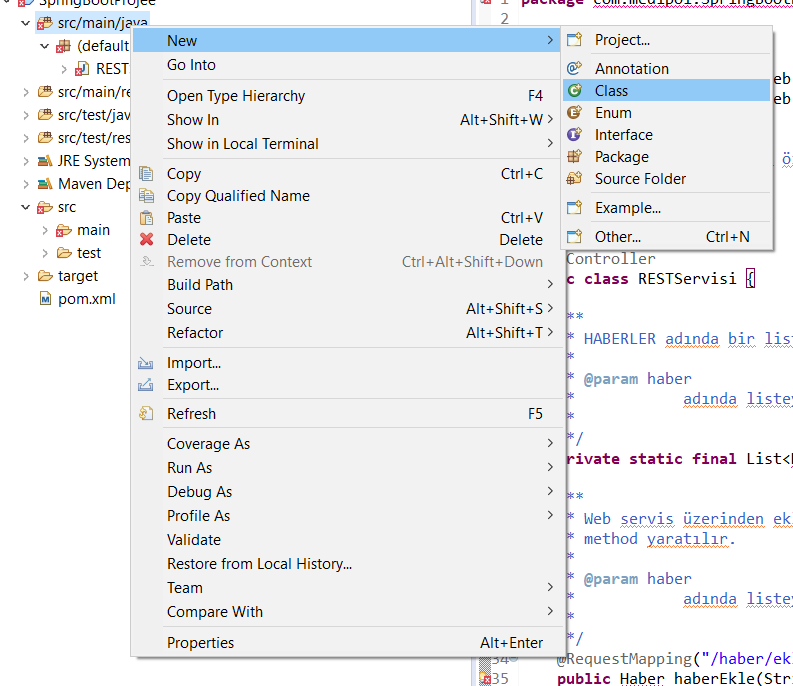 SpringBootProjee
src/main/java
(default
REST
src/main/re
src/test/jav
src/test/res
JRE System
Maven Dep
src
main
test
target
pom.xml
New
Go Into
Open Type Hierarchy F4
Show In Alt+Shift+W
Show in Local Terminal
Copy Ctrl+C
Copy Qualified Name
Paste Ctrl+V
Delete Delete
Remove from Context Ctrl+Alt+Shift+Down
Build Path
Source Alt+Shift+S
Refactor Alt+Shift+T
Import...
Export...
Refresh F5
Coverage As
Run As
Debug As
Profile As
Validate
Restore from Local History...
Team
Compare With
Properties Alt+Enter
Project...
Annotation
Class
Enum
Interface
Package
Source Folder
Example...
Other... Ctrl+N
1 package com.medipol.SpringBoot
2
eb
eb
ö
Controller
c class RESTServisi {
**
* HABERLER adında bir lis
*
* @param haber
* adında liste
*
*/
rivate static final List<
**
* Web servis üzerinden ek
* method yaratılır.
*
* @param haber
* adında liste
*
*/
34 @RequestMapping("/haber/ek
35 public Haber haberEkle(Str